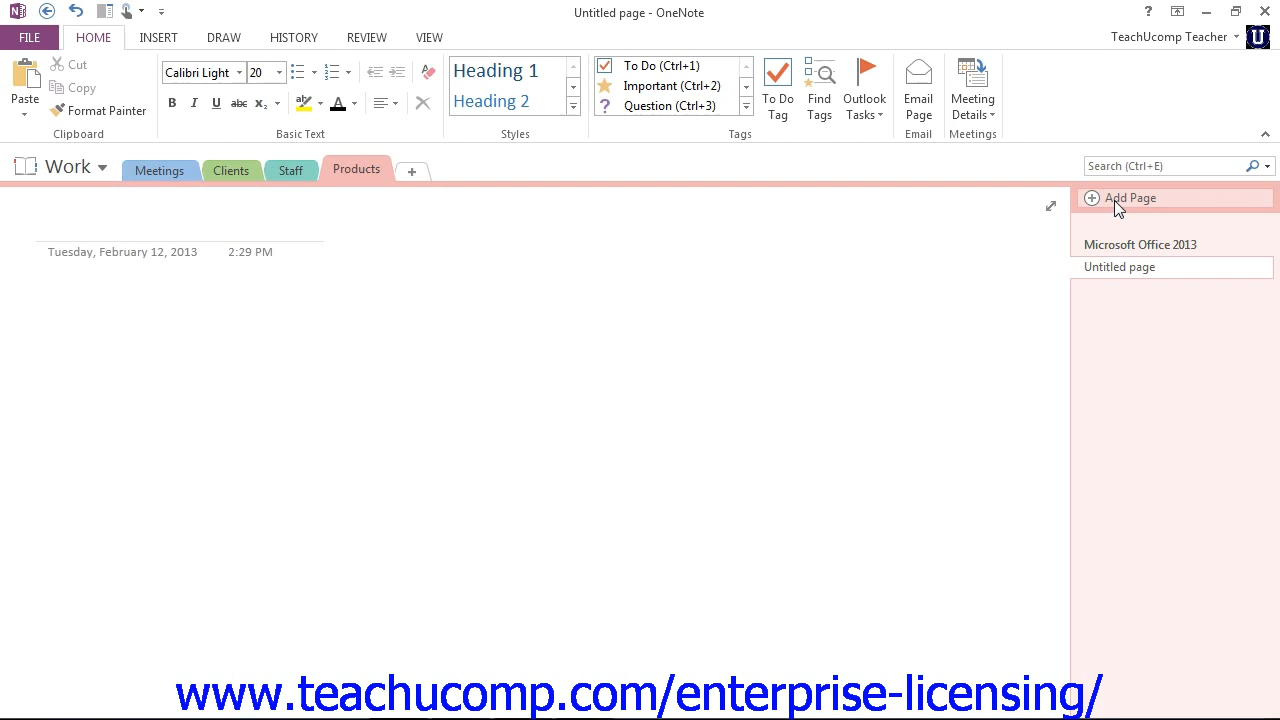 Untitled page - OneNote
?
FILE HOME INSERT DRAW HISTORY REVIEW VIEW
TeachUcomp Teacher
U
Paste
Cut
Copy
Format Painter
Clipboard
Calibri Light 20
B I U abc x₂ ab A
Basic Text
Heading 1
Heading 2
Styles
To Do (Ctrl+1)
Important (Ctrl+2)
? Question (Ctrl+3)
To Do Tag
Find Tags
Outlook Tasks
Tags
Email Page
Email
Meeting Details
Meetings
Work Meetings Clients Staff Products +
Search (Ctrl+E)
Add Page
Microsoft Office 2013
Untitled page
Tuesday, February 12, 2013 2:29 PM
www.teachucomp.com/enterprise-licensing/